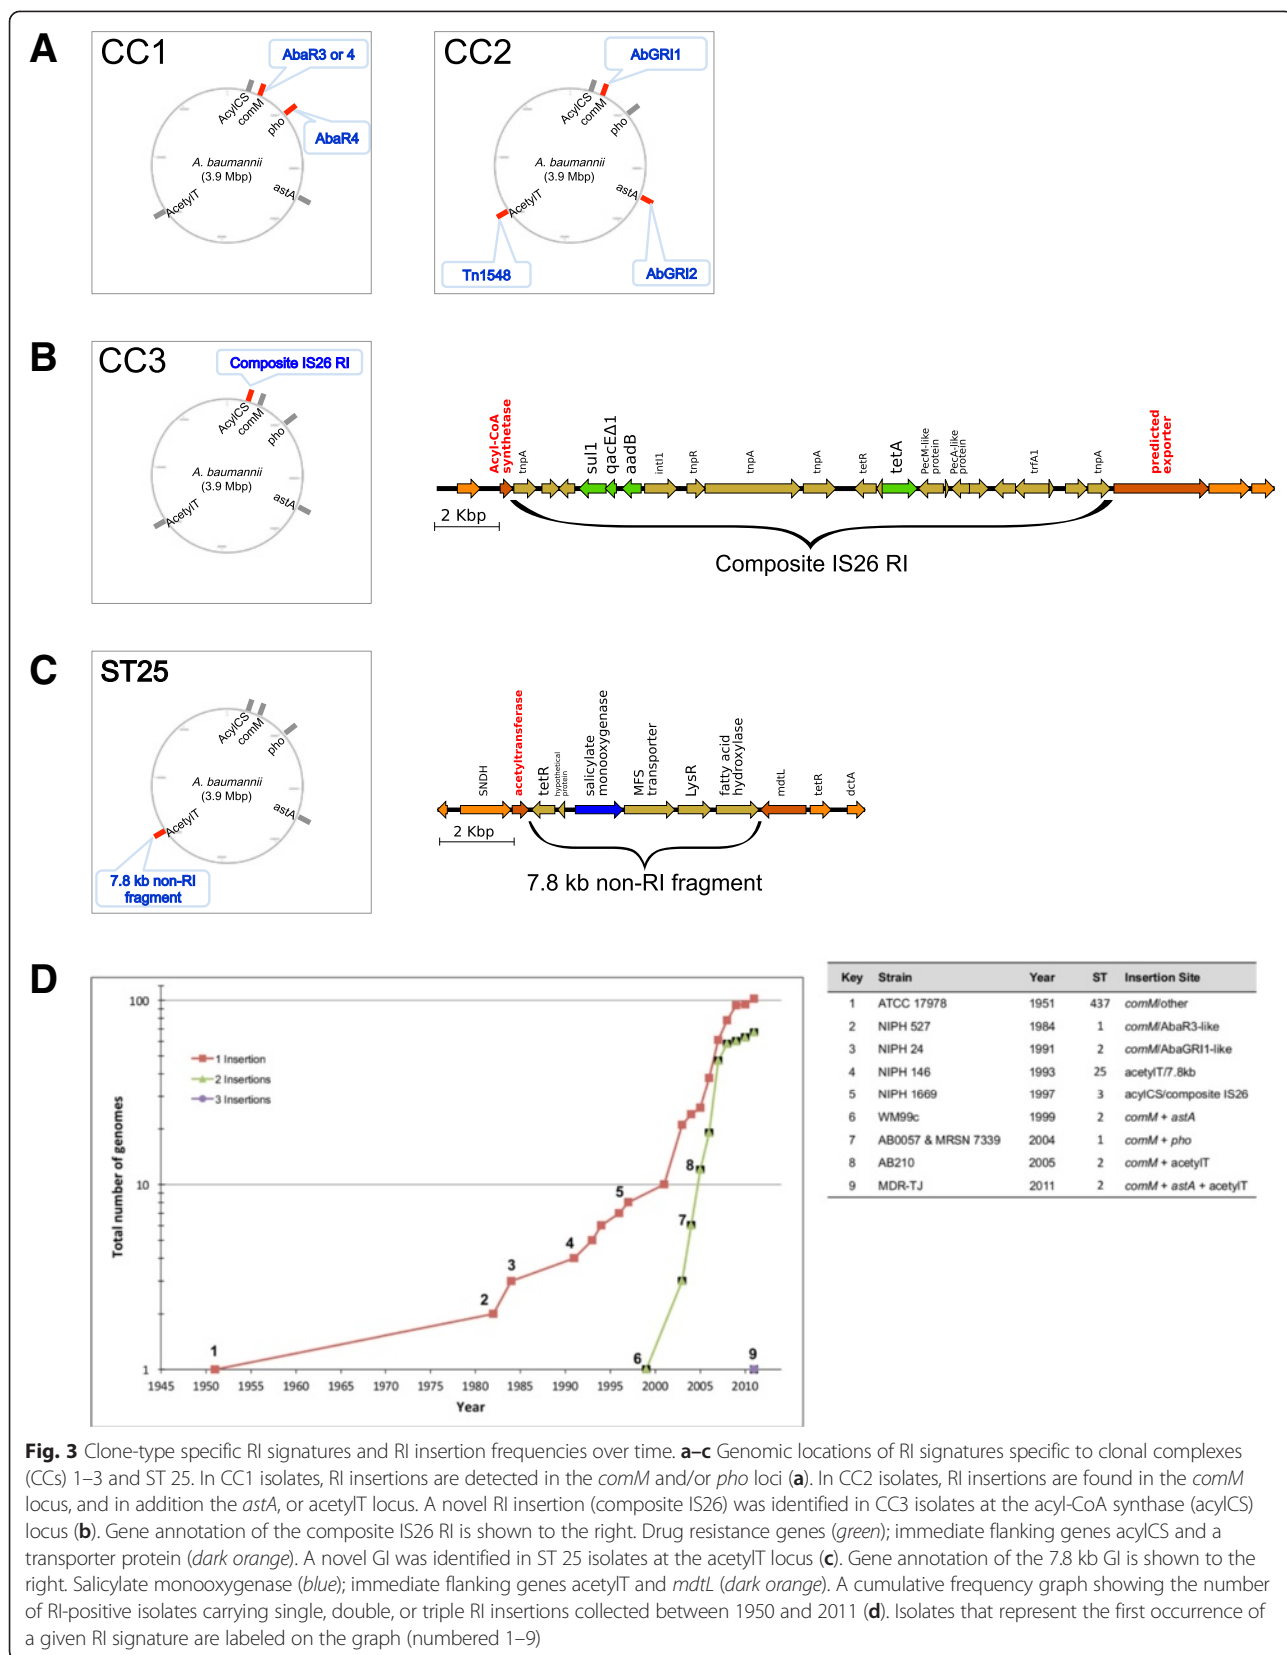 A
CC1
AbaR3 or 4
AcylCS
comM
pho
AbaR4
A. baumannii
(3.9 Mbp)
astA
AcetylT
CC2
AbGRI1
AcylCS
comM
pho
A. baumannii
(3.9 Mbp)
astA
AcetylT
Tn1548
AbGRI2
B
CC3
Composite IS26 RI
AcylCS
comM
pho
A. baumannii
(3.9 Mbp)
astA
AcetylT
Acyl-CoA
synthetase
tnpA
sul1
qacEΔ1
aadB
intI1
tnpR
tnpA
tnpA
tetR
tetA
PecM-like
protein
PecA-like
protein
trfA1
tnpA
predicted
exporter
2 Kbp
Composite IS26 RI
C
ST25
AcylCS
comM
pho
A. baumannii
(3.9 Mbp)
astA
AcetylT
7.8 kb non-RI
fragment
SNDH
acetyltransferase
tetR
hypothetical
protein
salicylate
monooxygenase
MFS
transporter
LysR
fatty acid
hydroxylase
mdtL
tetR
dctA
2 Kbp
7.8 kb non-RI fragment
D
Total number of genomes
100
10
1
1 Insertion
2 Insertions
3 Insertions
1
2
3
4
5
6
7
8
9
1945 1950 1955 1960 1965 1970 1975 1980 1985 1990 1995 2000 2005 2010
Year
Key Strain Year ST Insertion Site
1 ATCC 17978 1951 437 comM/other
2 NIPH 527 1984 1 comM/AbaR3-like
3 NIPH 24 1991 2 comM/AbaGRI1-like
4 NIPH 146 1993 25 acetylT/7.8kb
5 NIPH 1669 1997 3 acylCS/composite IS26
6 WM99c 1999 2 comM + astA
7 AB0057 & MRSN 7339 2004 1 comM + pho
8 AB210 2005 2 comM + acetylT
9 MDR-TJ 2011 2 comM + astA + acetylT
Fig. 3 Clone-type specific RI signatures and RI insertion frequencies over time. a–c Genomic locations of RI signatures specific to clonal complexes
(CCs) 1–3 and ST 25. In CC1 isolates, RI insertions are detected in the comM and/or pho loci (a). In CC2 isolates, RI insertions are found in the comM
locus, and in addition the astA, or acetylT locus. A novel RI insertion (composite IS26) was identified in CC3 isolates at the acyl-CoA synthase (acylCS)
locus (b). Gene annotation of the composite IS26 RI is shown to the right. Drug resistance genes (green); immediate flanking genes acylCS and a
transporter protein (dark orange). A novel GI was identified in ST 25 isolates at the acetylT locus (c). Gene annotation of the 7.8 kb GI is shown to the
right. Salicylate monooxygenase (blue); immediate flanking genes acetylT and mdtL (dark orange). A cumulative frequency graph showing the number
of RI-positive isolates carrying single, double, or triple RI insertions collected between 1950 and 2011 (d). Isolates that represent the first occurrence of
a given RI signature are labeled on the graph (numbered 1–9)